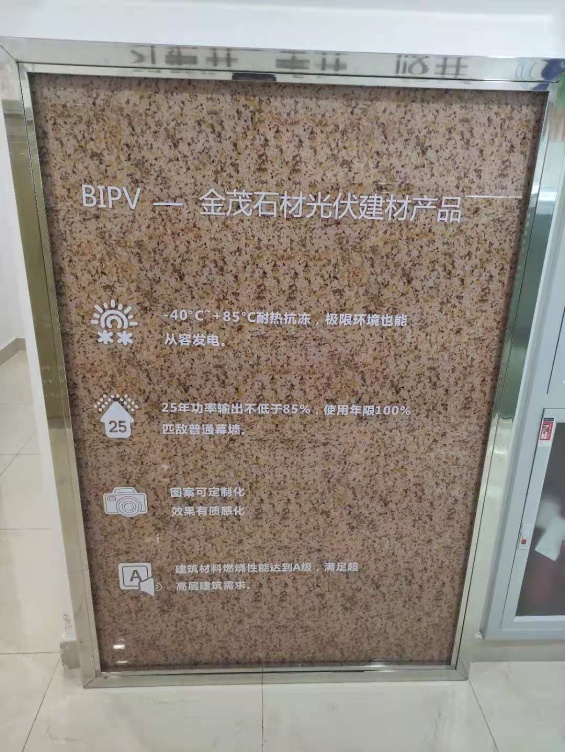 BIPV — 金茂石材光伏建材产品
-40°C~+85°C耐热抗冻，极限环境也能
从容发电。
25年功率输出不低于85%，使用年限100%
匹敌普通幕墙。
25
图案可定制化
效果有质感化
A
建筑材料燃烧性能达到A级，满足超
高层建筑需求。